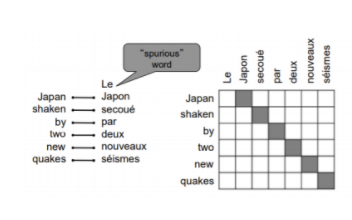 "spurious"
word
Le
Japan Japon
shaken secoué
by par
two deux
new nouveaux
quakes séismes
Le Japon secoué par deux nouveaux séismes
Japan
shaken
by
two
new
quakes